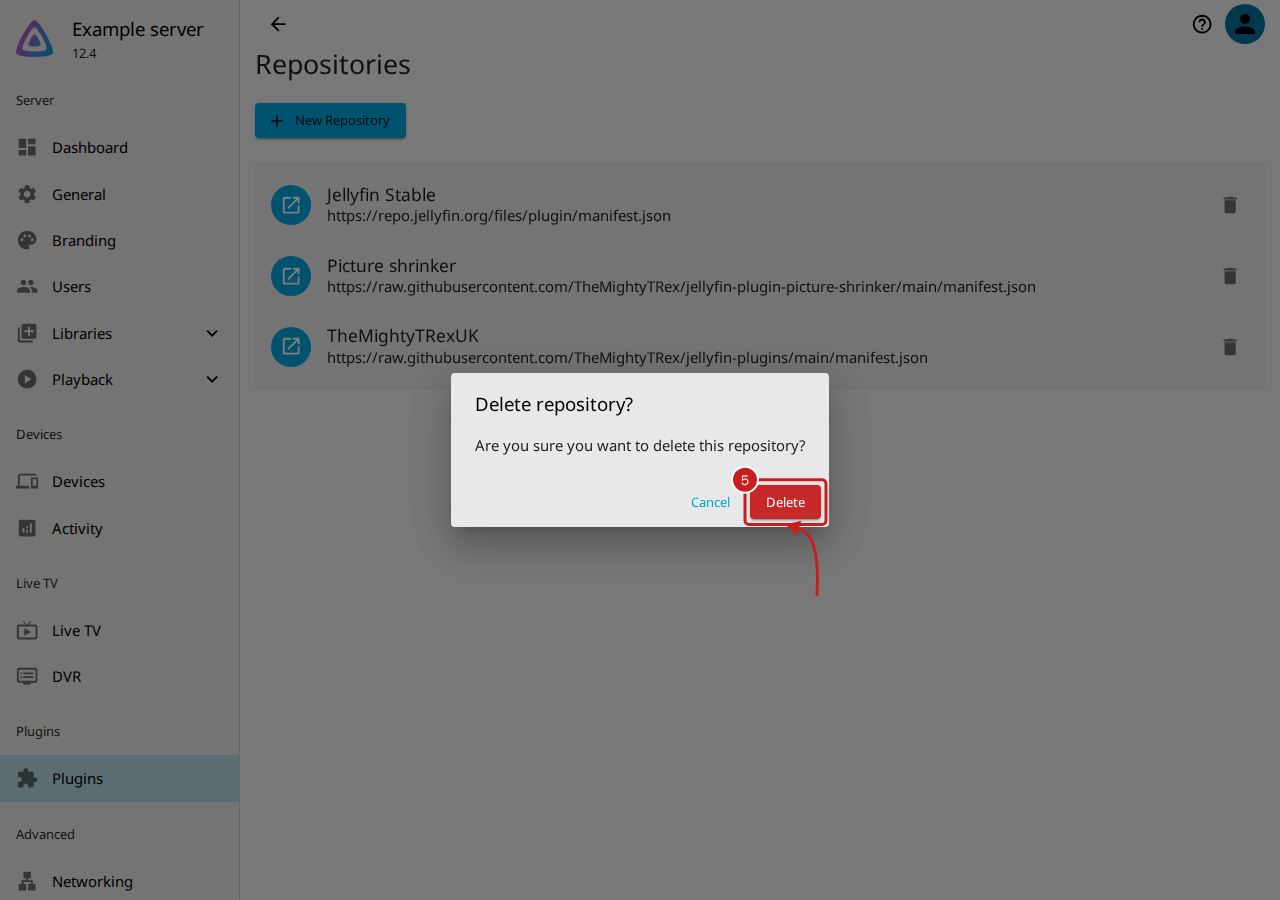 Example server
12.4
Server
Dashboard
General
Branding
Users
Libraries
Playback
Devices
Devices
Activity
Live TV
Live TV
DVR
Plugins
Plugins
Advanced
Networking
Repositories
New Repository
Jellyfin Stable
https://repo.jellyfin.org/files/plugin/manifest.json
Picture shrinker
https://raw.githubusercontent.com/TheMightyTRex/jellyfin-plugin-picture-shrinker/main/manifest.json
TheMightyTRexUK
https://raw.githubusercontent.com/TheMightyTRex/jellyfin-plugins/main/manifest.json
Delete repository?
Are you sure you want to delete this repository?
5
Cancel Delete